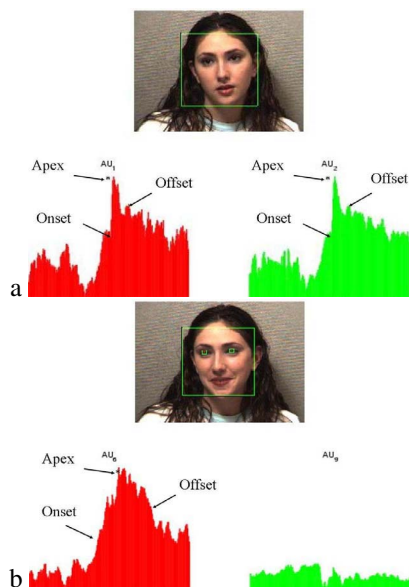 Apex
AU1
Offset
AU2
Apex
Offset
Onset
Onset
a
Apex
AU6
AU9
Onset
Offset
b